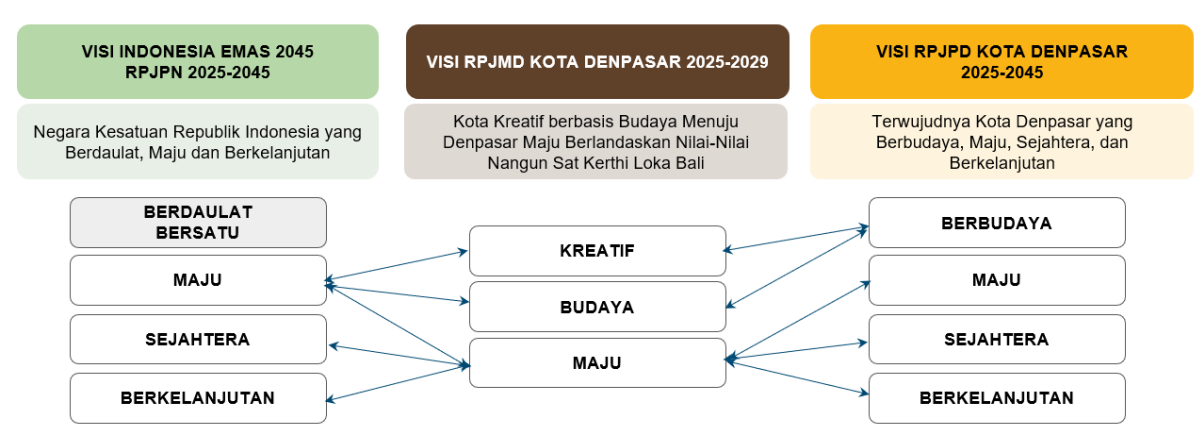 VISI INDONESIA EMAS 2045
RPJPN 2025-2045
Negara Kesatuan Republik Indonesia yang
Berdaulat, Maju dan Berkelanjutan
BERDAULAT
BERSATU
MAJU
SEJAHTERA
BERKELANJUTAN
VISI RPJMD KOTA DENPASAR 2025-2029
Kota Kreatif berbasis Budaya Menuju
Denpasar Maju Berlandaskan Nilai-Nilai
Nangun Sat Kerthi Loka Bali
KREATIF
BUDAYA
MAJU
VISI RPJPD KOTA DENPASAR
2025-2045
Terwujudnya Kota Denpasar yang
Berbudaya, Maju, Sejahtera, dan
Berkelanjutan
BERBUDAYA
MAJU
SEJAHTERA
BERKELANJUTAN